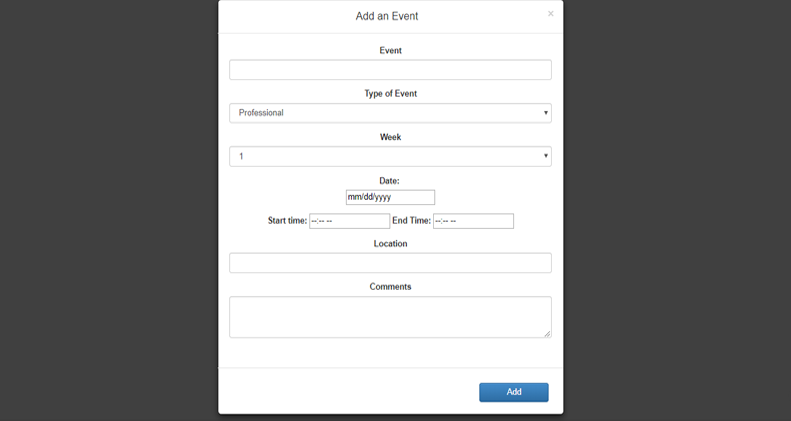 Add an Event ×
Event
Type of Event
Professional
Week
1
Date:
mm/dd/yyyy
Start time: --:-- -- End Time: --:-- --
Location
Comments
Add